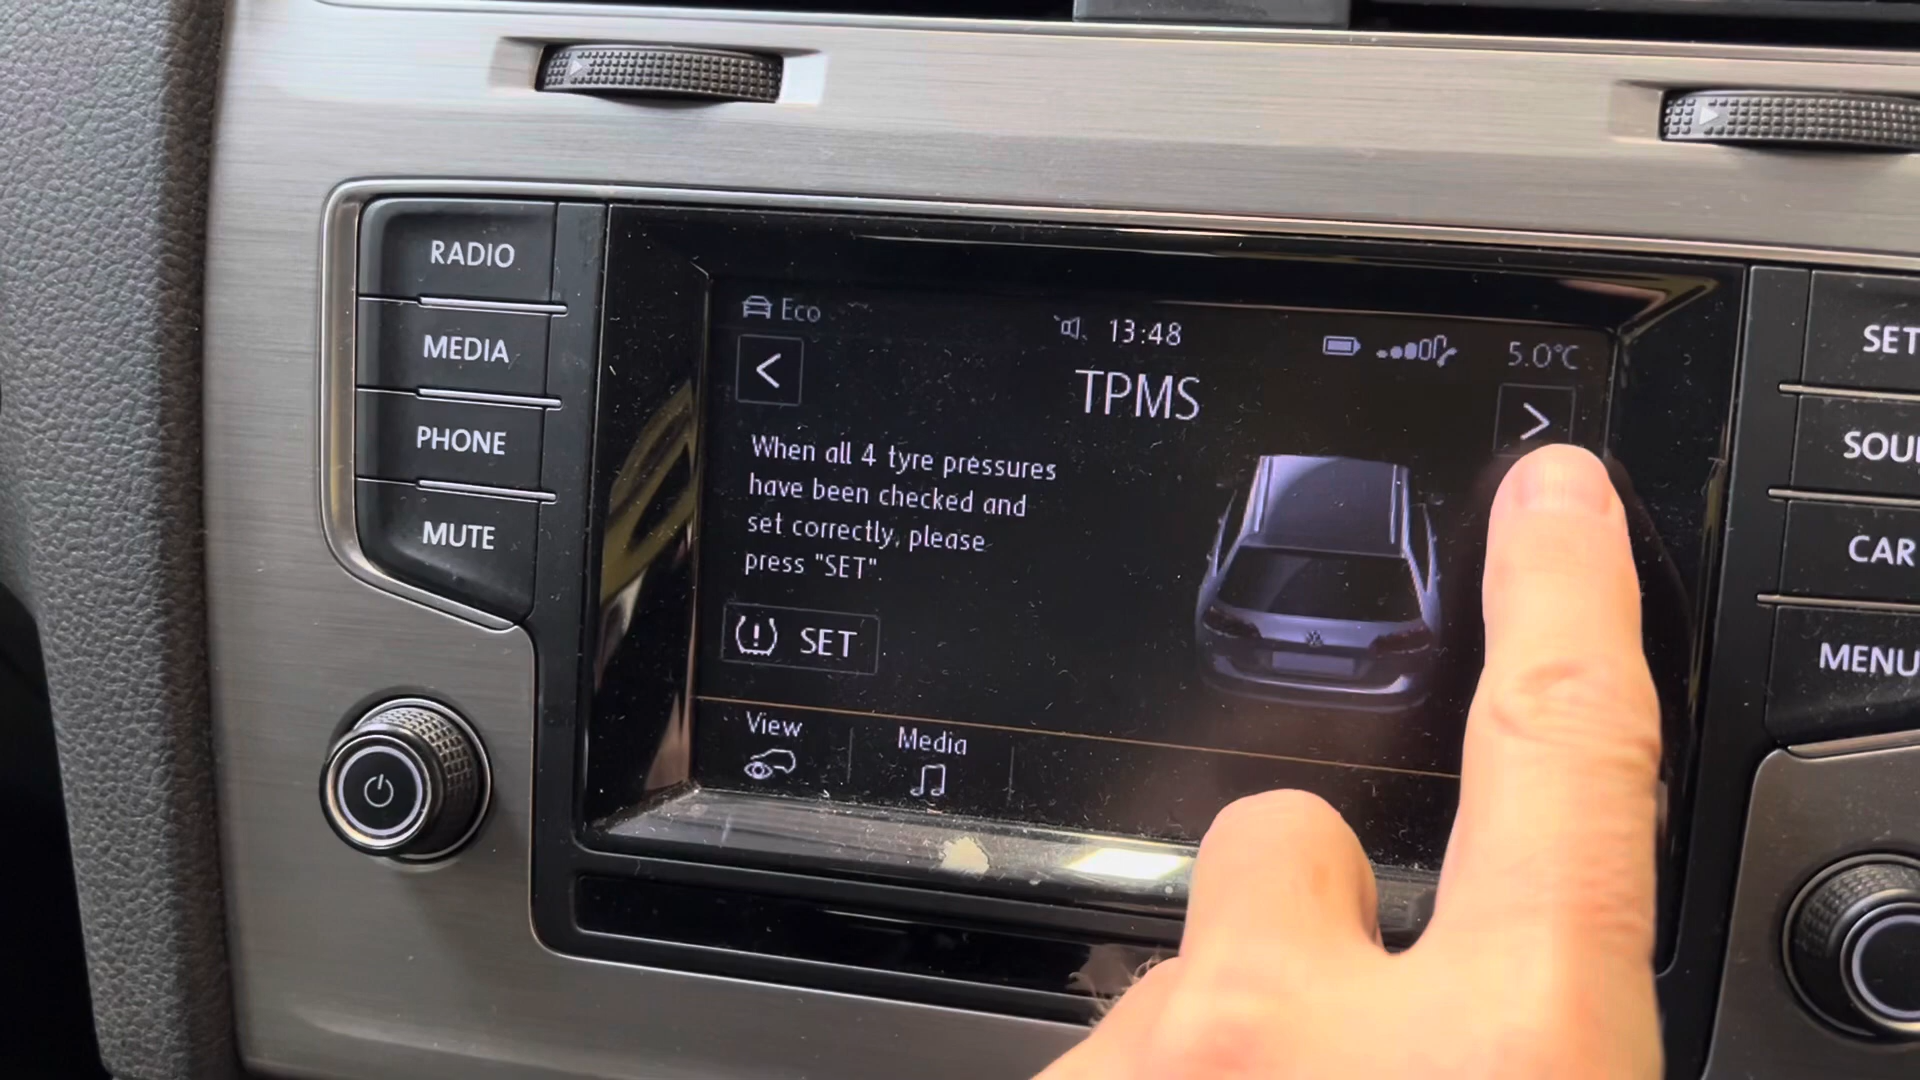 RADIO
MEDIA
PHONE
MUTE
Eco
13:48
5.0°C
<
TPMS
>
When all 4 tyre pressures
have been checked and
set correctly, please
press "SET".
SET
View
Media
SET
SOU
CAR
MENU